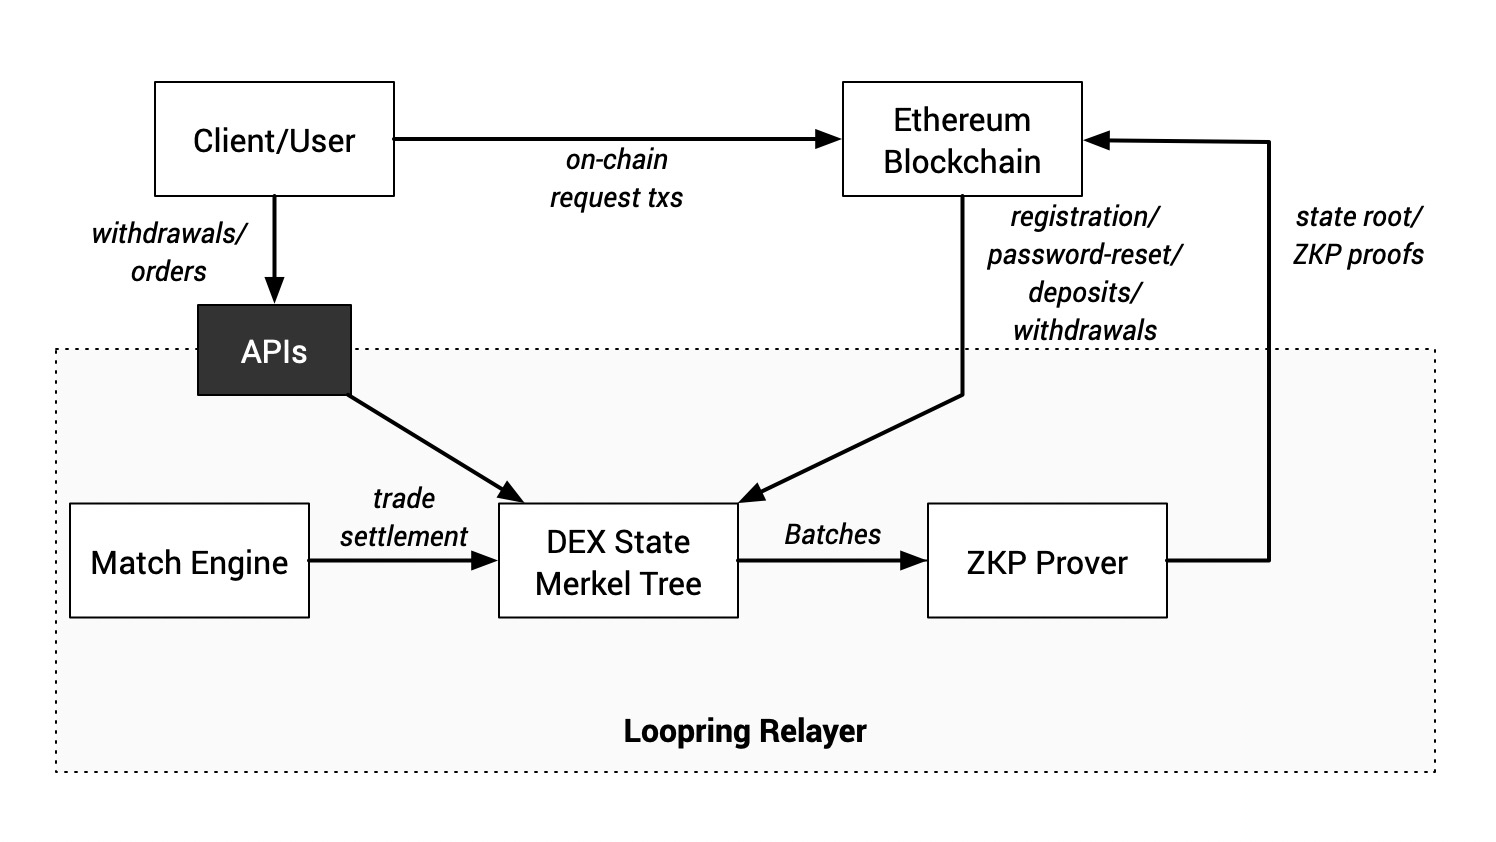 Client/User
Ethereum
Blockchain
on-chain
request txs
withdrawals/
orders
registration/
password-reset/
deposits/
withdrawals
state root/
ZKP proofs
APIs
Match Engine
trade
settlement
DEX State
Merkel Tree
Batches
ZKP Prover
Loopring Relayer